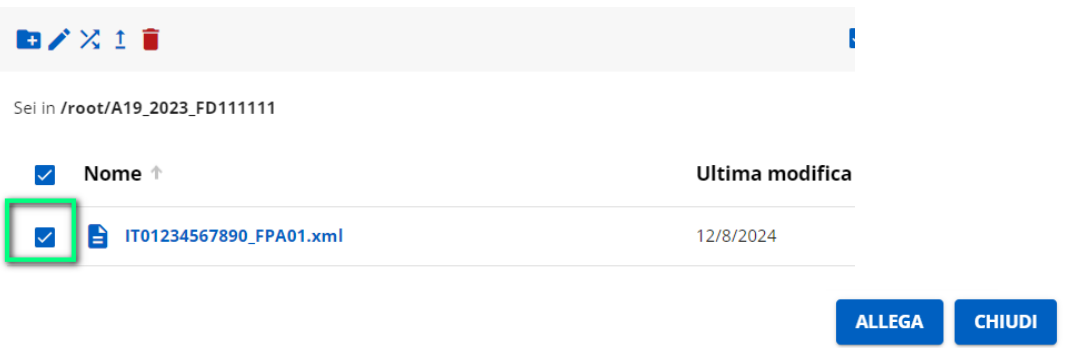 Sei in /root/A19_2023_FD111111
Nome Ultima modifica
IT01234567890_FPA01.xml 12/8/2024
ALLEGA CHIUDI